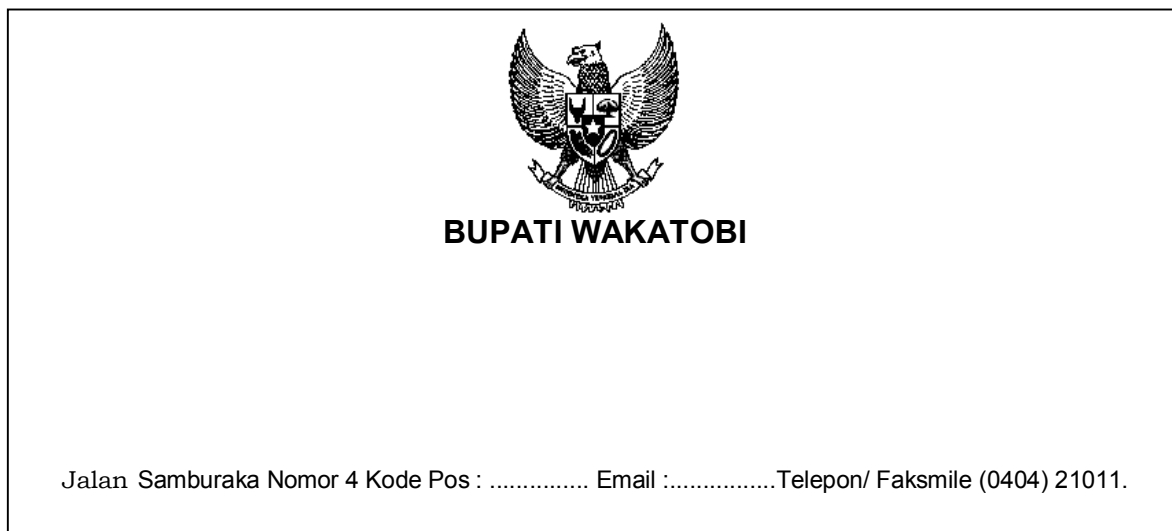 BUPATI WAKATOBI
Jalan Samburaka Nomor 4 Kode Pos : ............... Email :................Telepon/ Faksmile (0404) 21011.